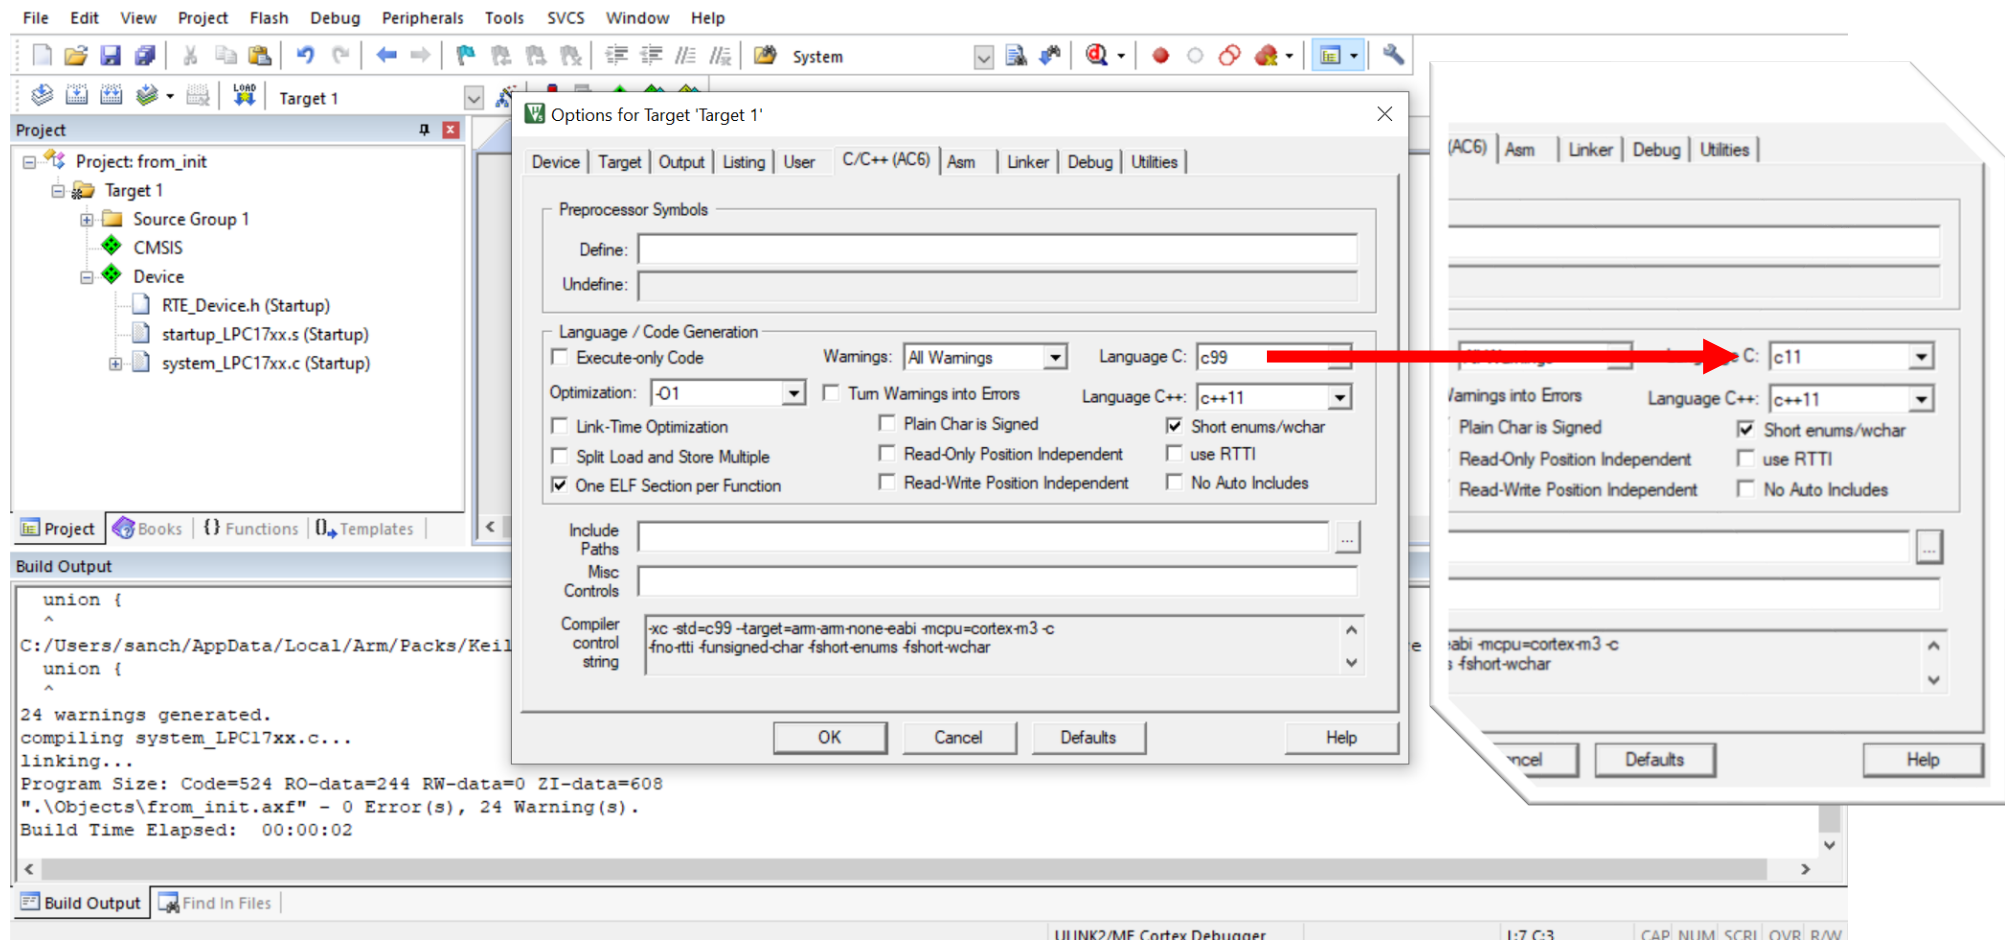 File Edit View Project Flash Debug Peripherals Tools SVCS Window Help
System
LOAD Target 1
Project
Project: from_init
Target 1
Source Group 1
CMSIS
Device
RTE_Device.h (Startup)
startup_LPC17xx.s (Startup)
system_LPC17xx.c (Startup)
Project Books {} Functions Templates
Options for Target 'Target 1'
Device Target Output Listing User C/C++ (AC6) Asm Linker Debug Utilities
Preprocessor Symbols
Define:
Undefine:
Language / Code Generation
Execute-only Code Warnings: All Warnings Language C: c99
Optimization: -O1 Turn Warnings into Errors Language C++: c++11
Link-Time Optimization Plain Char is Signed Short enums/wchar
Split Load and Store Multiple Read-Only Position Independent use RTTI
One ELF Section per Function Read-Write Position Independent No Auto Includes
Include
Paths ...
Misc
Controls
Compiler
control
string
-xc -std=c99 --target=arm-arm-none-eabi -mcpu=cortex-m3 -c
-fno-rtti -funsigned-char -fshort-enums -fshort-wchar
OK Cancel Defaults Help
(AC6) Asm Linker Debug Utilities
C: c11
Warnings into Errors Language C++: c++11
Plain Char is Signed Short enums/wchar
Read-Only Position Independent use RTTI
Read-Write Position Independent No Auto Includes
...
eabi -mcpu=cortex-m3 -c
s -fshort-wchar
ncel Defaults Help
Build Output
union {
^
C:/Users/sanch/AppData/Local/Arm/Packs/Keil
union {
^
24 warnings generated.
compiling system_LPC17xx.c...
linking...
Program Size: Code=524 RO-data=244 RW-data=0 ZI-data=608
".\Objects\from_init.axf" - 0 Error(s), 24 Warning(s).
Build Time Elapsed: 00:00:02
Build Output Find In Files
ULINK2/ME Cortex Debugger L:7 C:3 CAP NUM SCRL OVR R/W